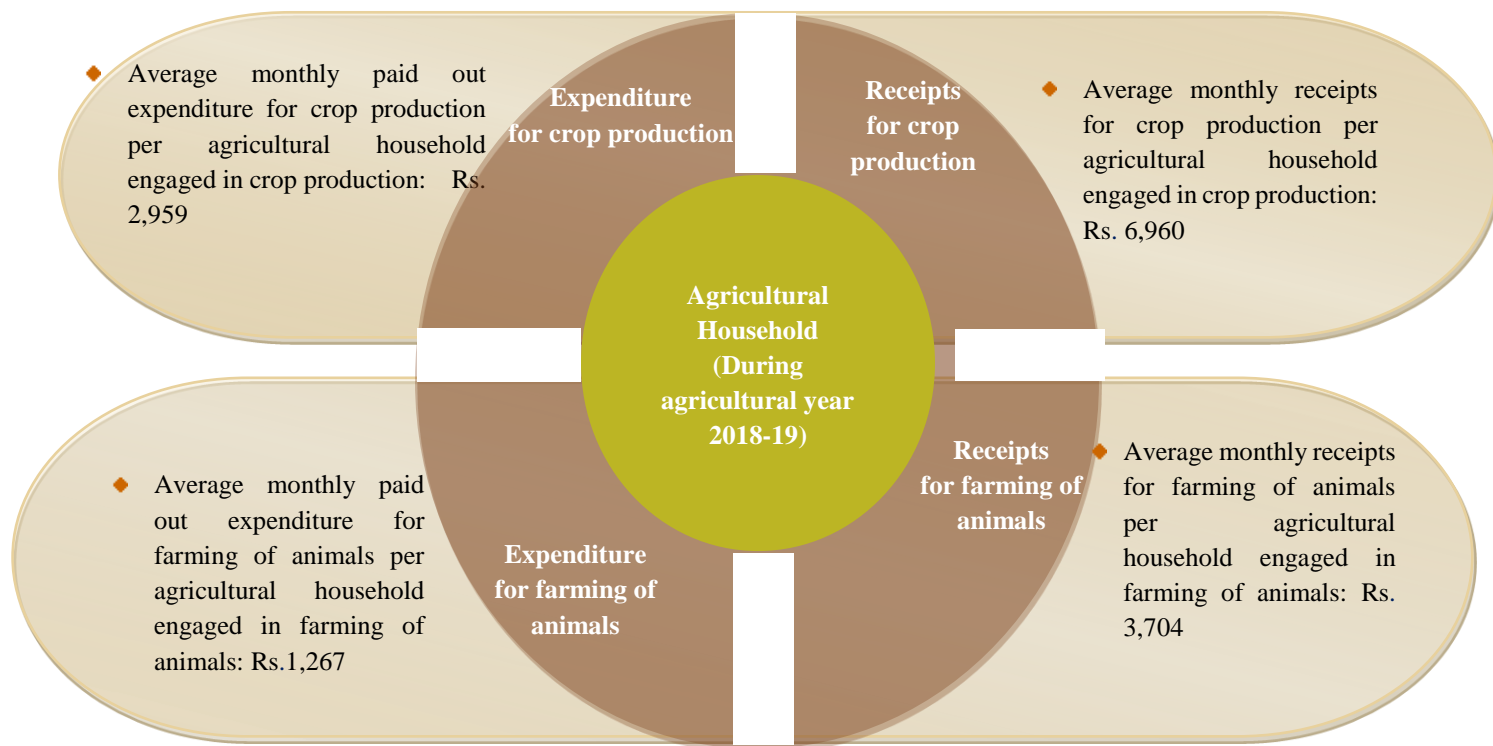 Average monthly paid out
expenditure for crop production
per agricultural household
engaged in crop production: Rs.
2,959
Expenditure
for crop production
Receipts
for crop
production
Average monthly receipts
for crop production per
agricultural household
engaged in crop production:
Rs. 6,960
Agricultural
Household
(During
agricultural year
2018-19)
Average monthly paid
out expenditure for
farming of animals per
agricultural household
engaged in farming of
animals: Rs.1,267
Expenditure
for farming of
animals
Receipts
for farming of
animals
Average monthly receipts
for farming of animals
per agricultural
household engaged in
farming of animals: Rs.
3,704